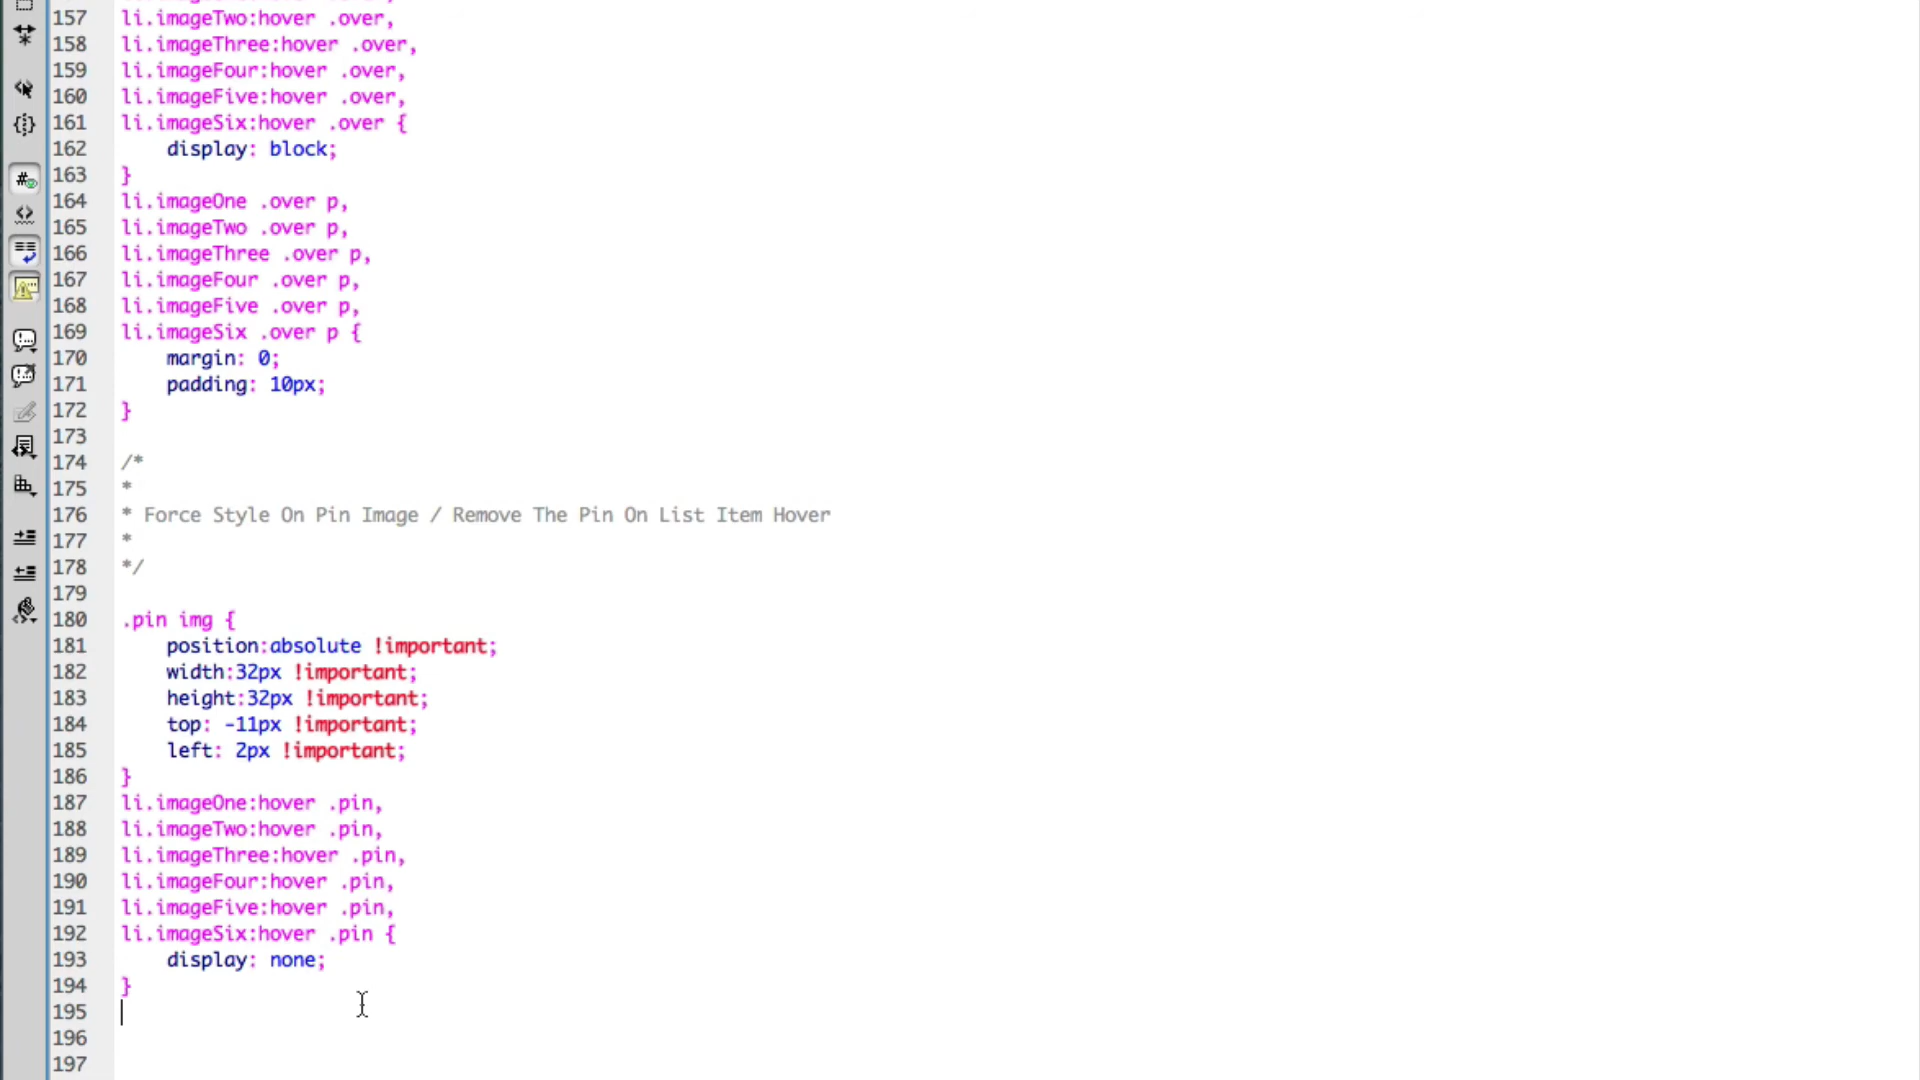 157 li.imageTwo:hover .over,
158 li.imageThree:hover .over,
159 li.imageFour:hover .over,
160 li.imageFive:hover .over,
161 li.imageSix:hover .over {
162 display: block;
163 }
164 li.imageOne .over p,
165 li.imageTwo .over p,
166 li.imageThree .over p,
167 li.imageFour .over p,
168 li.imageFive .over p,
169 li.imageSix .over p {
170 margin: 0;
171 padding: 10px;
172 }
173
174 /*
175 *
176 * Force Style On Pin Image / Remove The Pin On List Item Hover
177 *
178 */
179
180 .pin img {
181 position:absolute !important;
182 width:32px !important;
183 height:32px !important;
184 top: -11px !important;
185 left: 2px !important;
186 }
187 li.imageOne:hover .pin,
188 li.imageTwo:hover .pin,
189 li.imageThree:hover .pin,
190 li.imageFour:hover .pin,
191 li.imageFive:hover .pin,
192 li.imageSix:hover .pin {
193 display: none;
194 }
195
196
197